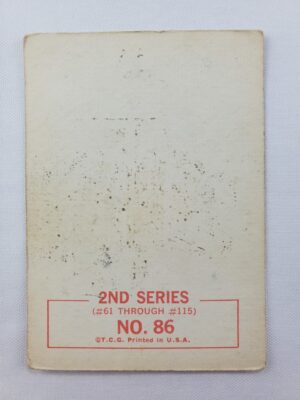 2ND SERIES
(#61 THROUGH #115)
NO. 86
©T.C.G. Printed in U.S.A.